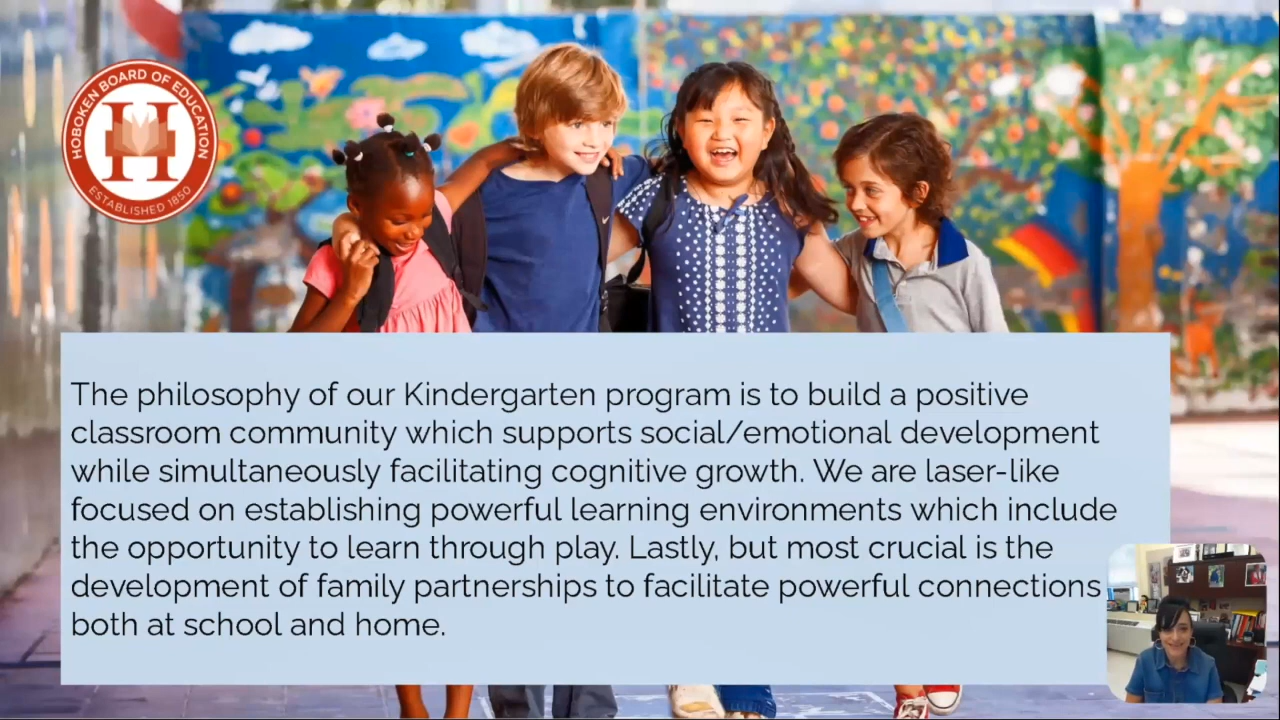 HOBOKEN BOARD OF EDUCATION
H
ESTABLISHED 1850
The philosophy of our Kindergarten program is to build a positive
classroom community which supports social/emotional development
while simultaneously facilitating cognitive growth. We are laser-like
focused on establishing powerful learning environments which include
the opportunity to learn through play. Lastly, but most crucial is the
development of family partnerships to facilitate powerful connections
both at school and home.